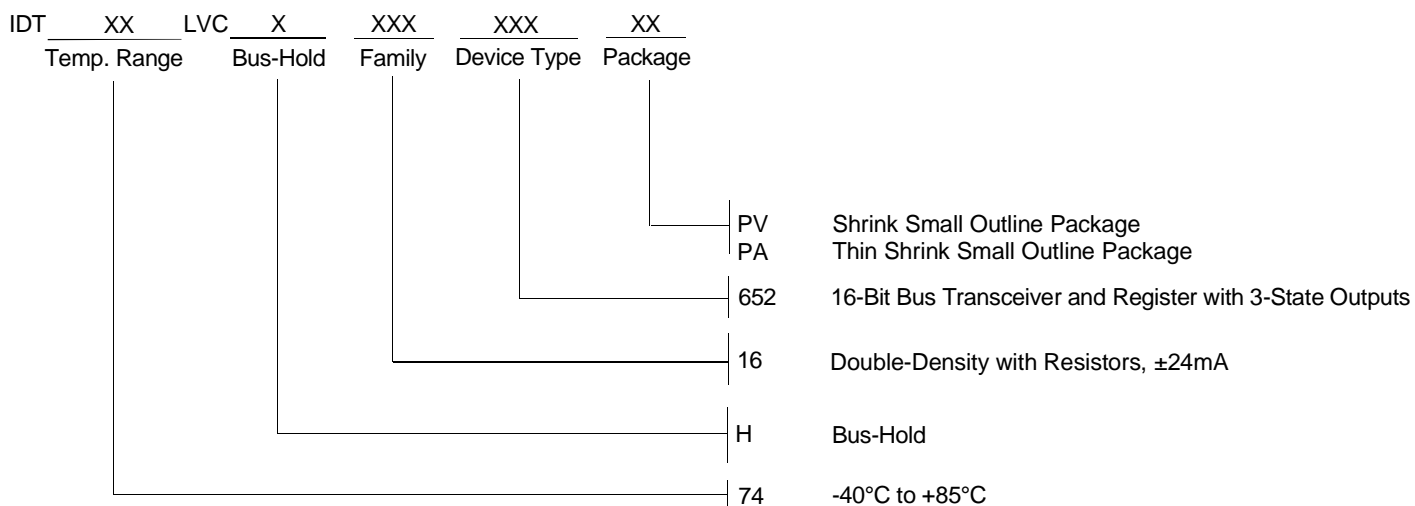 IDT XX LVC X XXX XXX XX
Temp. Range Bus-Hold Family Device Type Package
PV Shrink Small Outline Package
PA Thin Shrink Small Outline Package
652 16-Bit Bus Transceiver and Register with 3-State Outputs
16 Double-Density with Resistors, ±24mA
H Bus-Hold
74 -40°C to +85°C